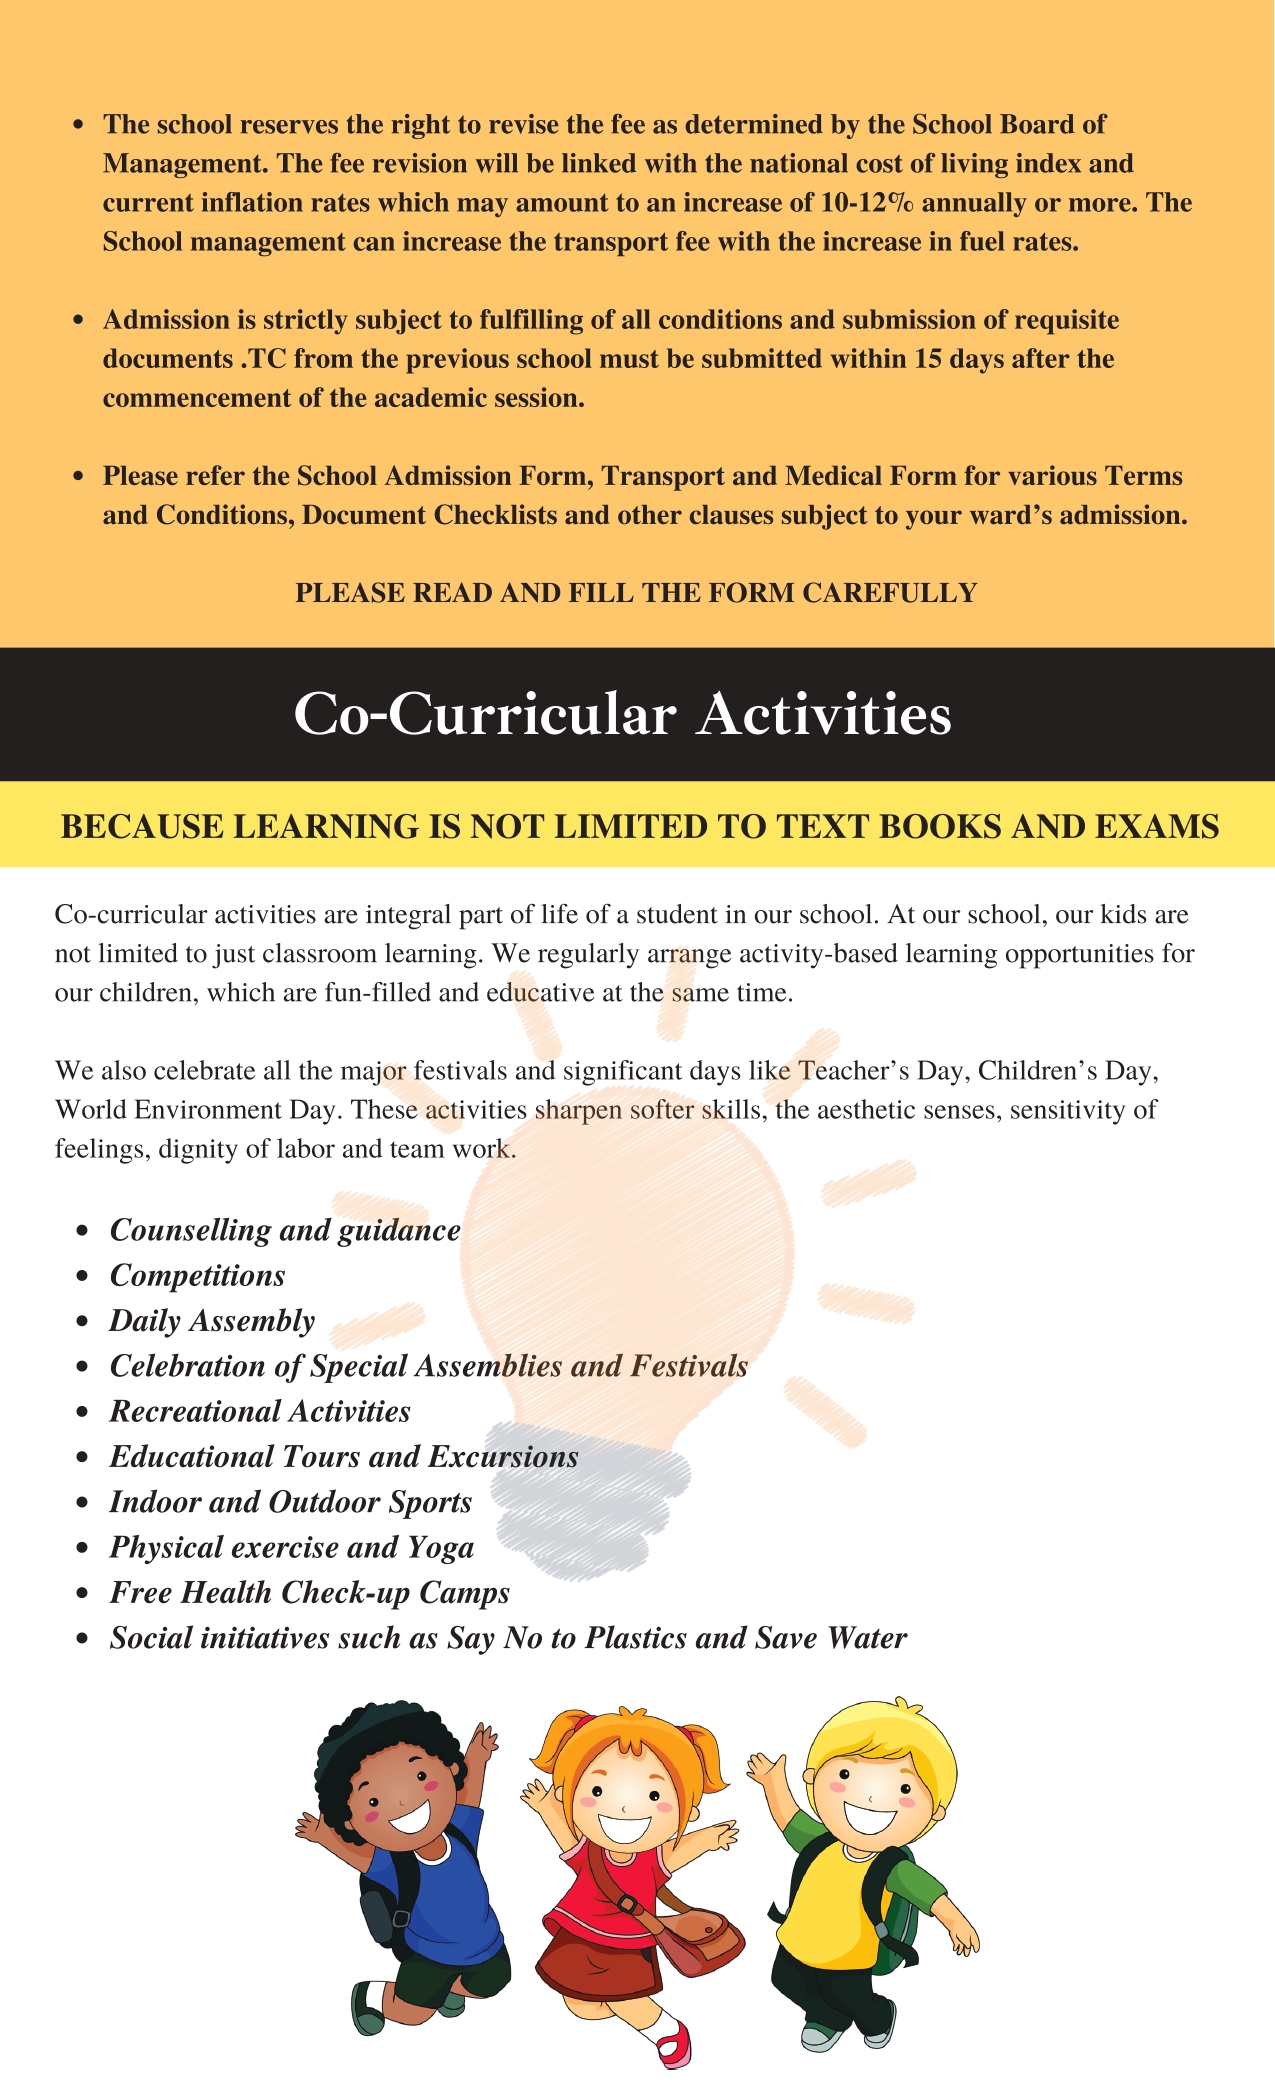 • The school reserves the right to revise the fee as determined by the School Board of
Management. The fee revision will be linked with the national cost of living index and
current inflation rates which may amount to an increase of 10-12% annually or more. The
School management can increase the transport fee with the increase in fuel rates.
• Admission is strictly subject to fulfilling of all conditions and submission of requisite
documents .TC from the previous school must be submitted within 15 days after the
commencement of the academic session.
• Please refer the School Admission Form, Transport and Medical Form for various Terms
and Conditions, Document Checklists and other clauses subject to your ward’s admission.
PLEASE READ AND FILL THE FORM CAREFULLY
Co-Curricular Activities
BECAUSE LEARNING IS NOT LIMITED TO TEXT BOOKS AND EXAMS
Co-curricular activities are integral part of life of a student in our school. At our school, our kids are
not limited to just classroom learning. We regularly arrange activity-based learning opportunities for
our children, which are fun-filled and educative at the same time.
We also celebrate all the major festivals and significant days like Teacher’s Day, Children’s Day,
World Environment Day. These activities sharpen softer skills, the aesthetic senses, sensitivity of
feelings, dignity of labor and team work.
• Counselling and guidance
• Competitions
• Daily Assembly
• Celebration of Special Assemblies and Festivals
• Recreational Activities
• Educational Tours and Excursions
• Indoor and Outdoor Sports
• Physical exercise and Yoga
• Free Health Check-up Camps
• Social initiatives such as Say No to Plastics and Save Water